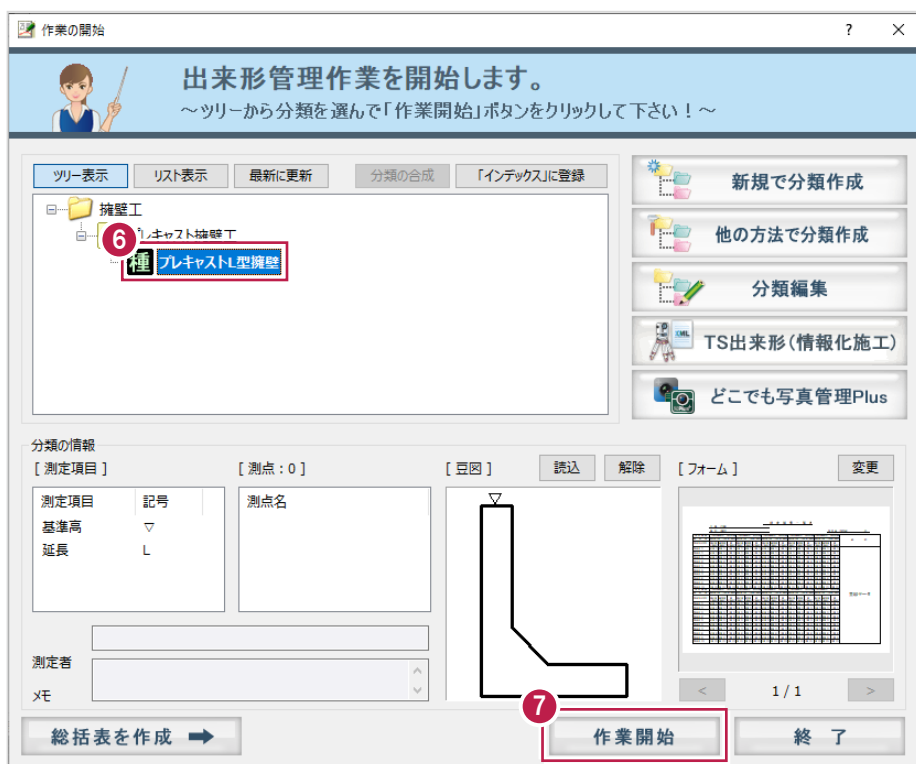 作業の開始
? ×
出来形管理作業を開始します。
～ツリーから分類を選んで「作業開始」ボタンをクリックして下さい！～
ツリー表示 リスト表示 最新に更新 分類の合成 「インデックス」に登録
擁壁工
レキャスト擁壁工
6
種 プレキャストL型擁壁
新規で分類作成
他の方法で分類作成
分類編集
XML TS出来形(情報化施工)
どこでも写真管理Plus
分類の情報
[ 測定項目 ] [ 測点 : 0 ] [ 豆図 ] 読込 解除 [ フォーム ] 変更
測定項目 記号 測点名
基準高 ▽
延長 L
測定者
メモ
< 1 / 1 >
7
総括表を作成 ➡ 作業開始 終 了